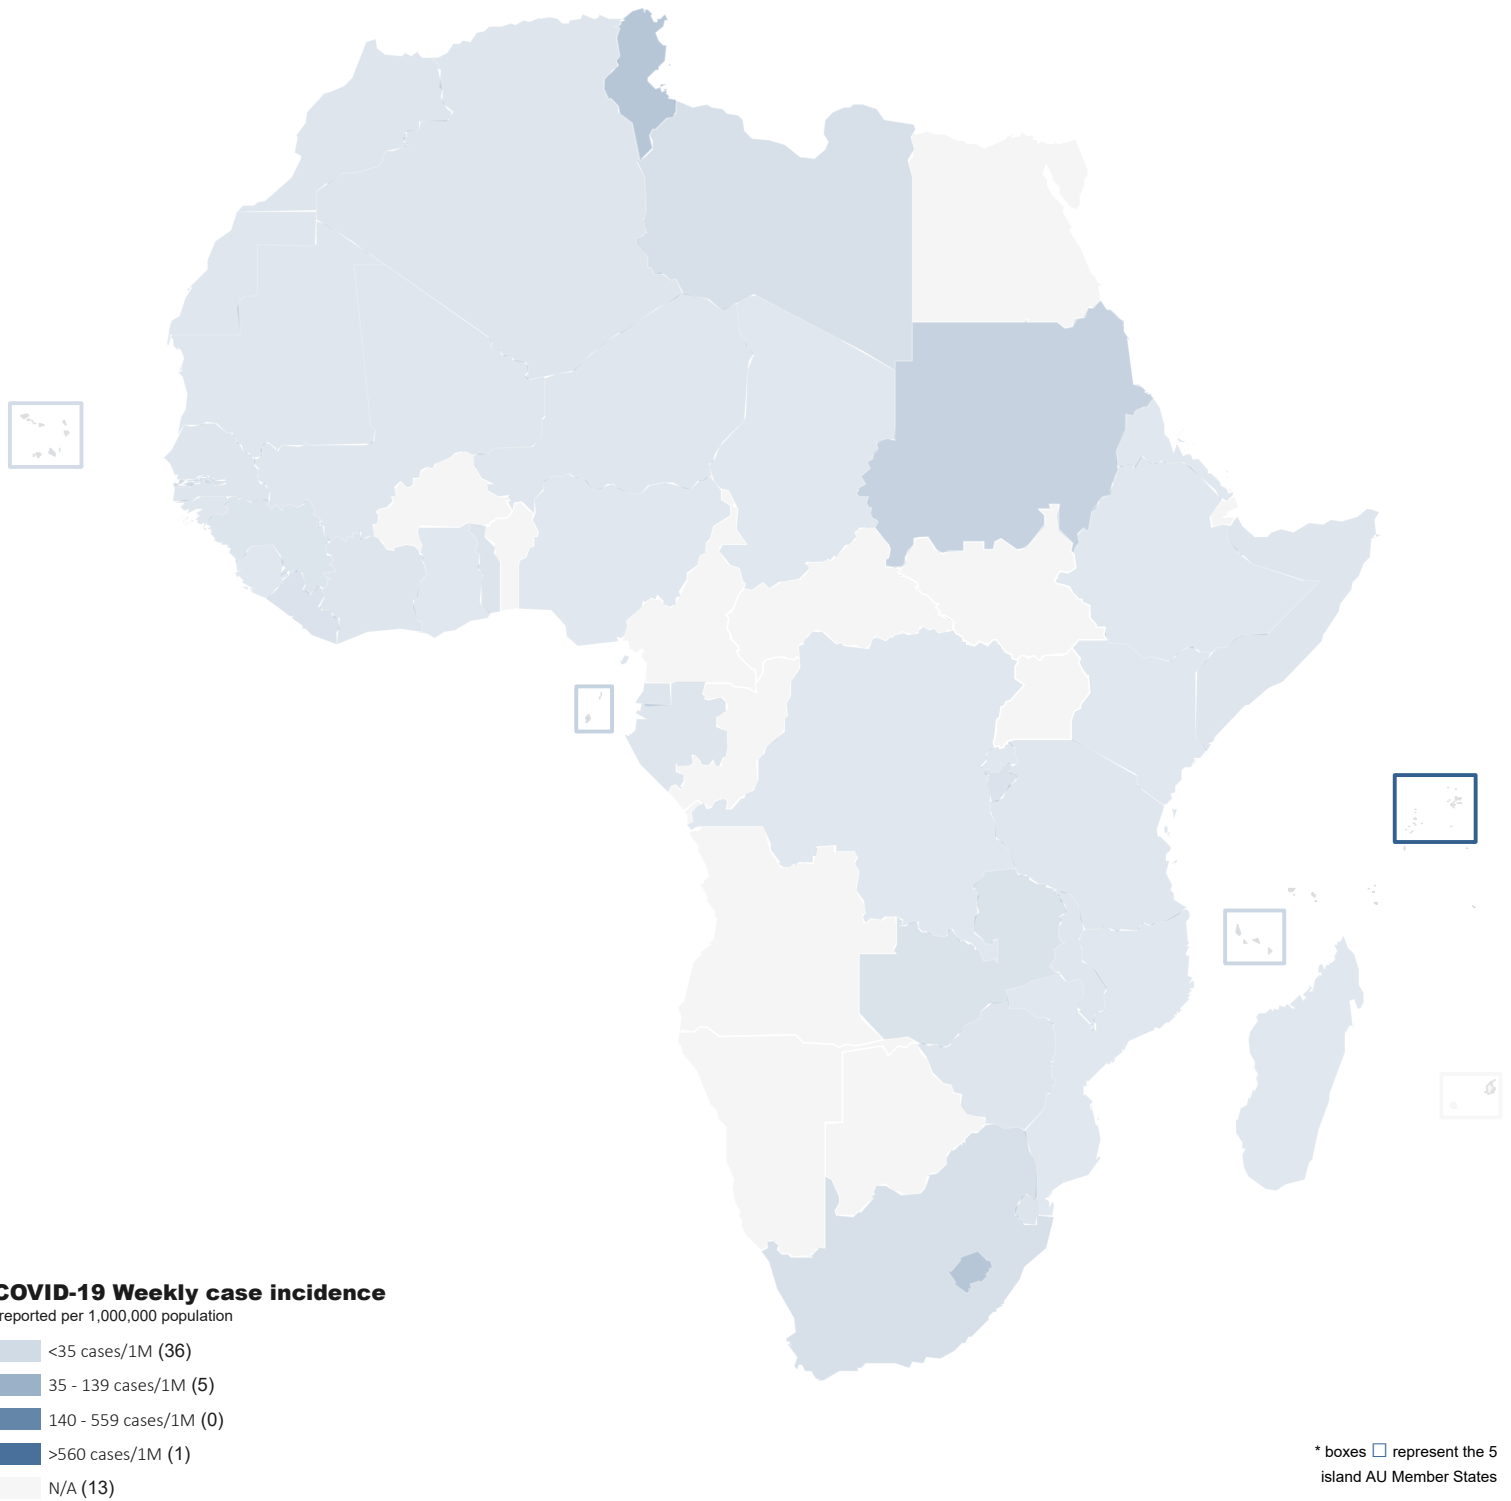 COVID-19 Weekly case incidence
reported per 1,000,000 population
<35 cases/1M (36)
35 - 139 cases/1M (5)
140 - 559 cases/1M (0)
>560 cases/1M (1)
N/A (13)
* boxes □ represent the 5
island AU Member States